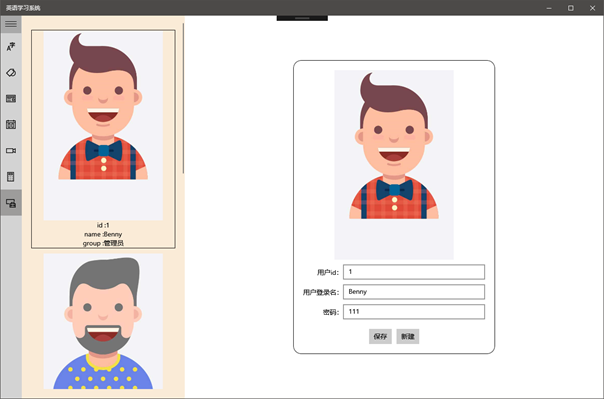 英语学习系统
id :1
name :Benny
group :管理员
用户id: 1
用户登录名: Benny
密码: 111
保存 新建